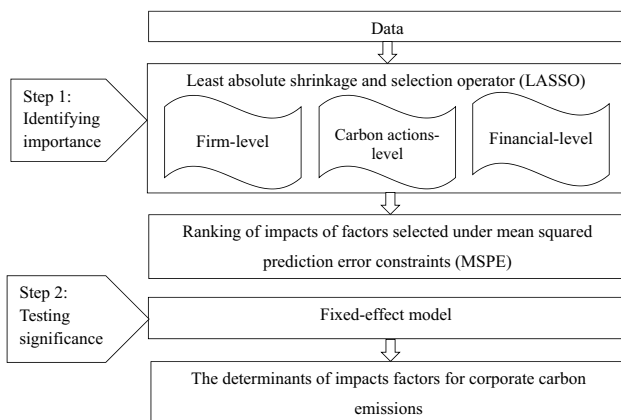 Data
Step 1:
Identifying
importance
Least absolute shrinkage and selection operator (LASSO)
Firm-level
Carbon actions-
level
Financial-level
Ranking of impacts of factors selected under mean squared
prediction error constraints (MSPE)
Step 2:
Testing
significance
Fixed-effect model
The determinants of impacts factors for corporate carbon
emissions